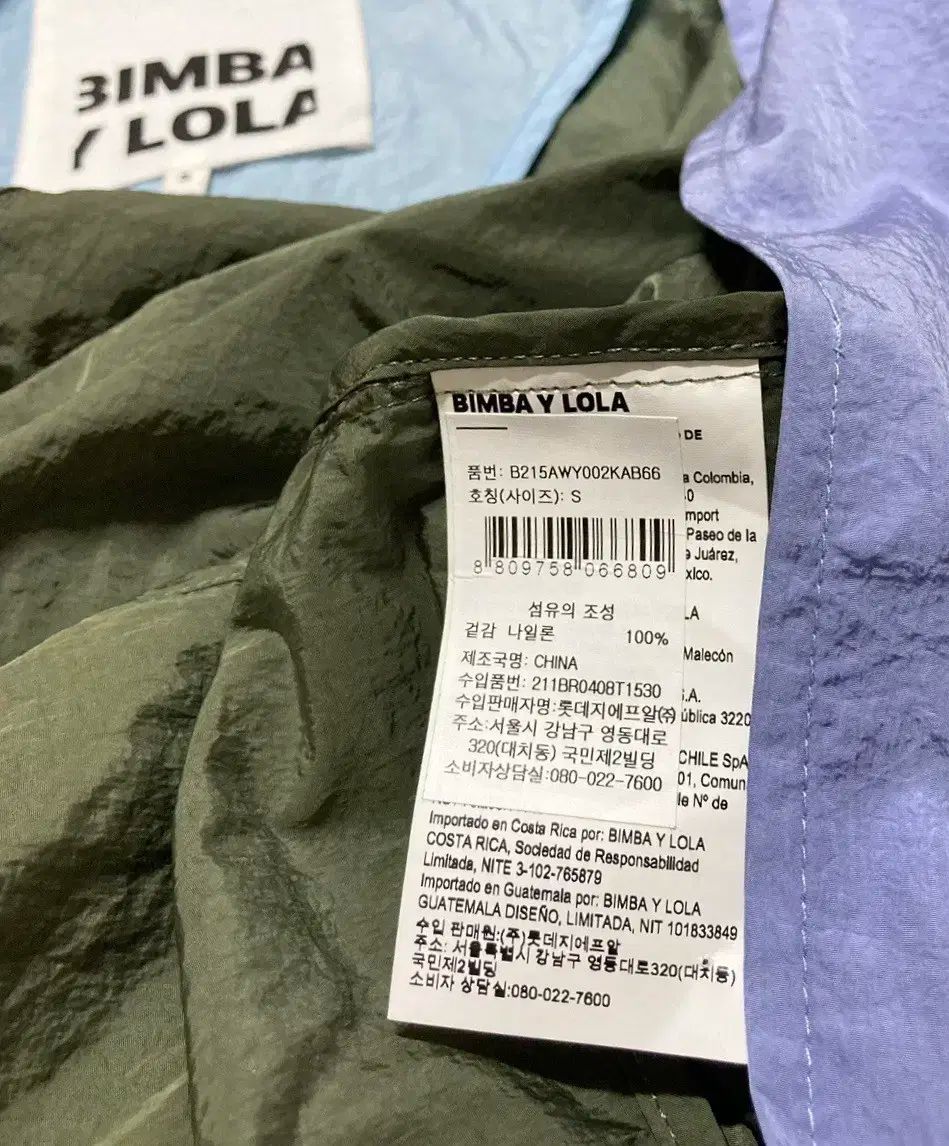 BIMBA
Y LOLA
BIMBA Y LOLA
DE
품번: B215AWY002KAB66
호칭(사이즈): S
a Colombia,
mport
Paseo de la
Juárez,
xico.
8 809758 066809
섬유의 조성
LA
겉감 나일론 100%
Malecón
제조국명: CHINA
수입품번: 211BR0408T1530
S.A.
수입판매자명:롯데지에프알(주)
ública 3220
주소:서울시 강남구 영동대로
320(대치동) 국민제2빌딩
CHILE SpA
소비자상담실:080-022-7600
01, Comun
le Nº de
Importado en Costa Rica por: BIMBA Y LOLA
COSTA RICA, Sociedad de Responsabilidad
Limitada, NITE 3-102-765879
Importado en Guatemala por: BIMBA Y LOLA
GUATEMALA DISEÑO, LIMITADA, NIT 101833849
수입 판매원:(주)롯데지에프알
주소: 서울특별시 강남구 영동대로320(대치동)
국민제2빌딩
소비자 상담실:080-022-7600